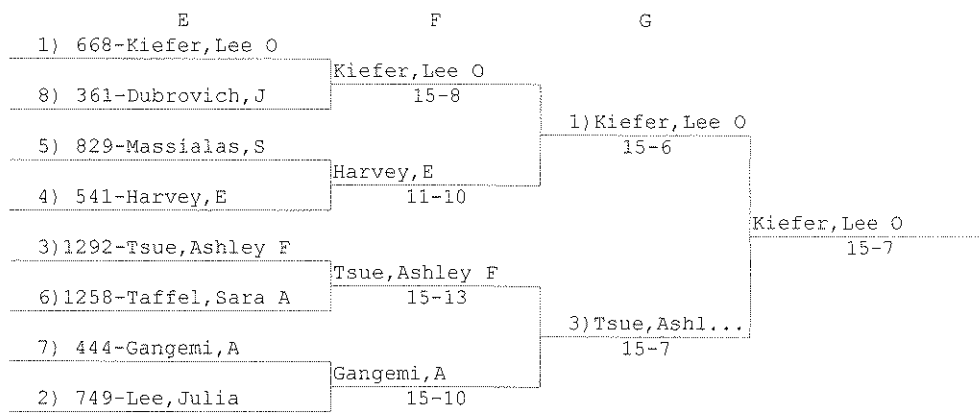 E F G
1) 668-Kiefer,Lee O
Kiefer,Lee O
15-8
8) 361-Dubrovich,J
1)Kiefer,Lee O
15-6
5) 829-Massialas,S
Harvey,E
11-10
4) 541-Harvey,E
Kiefer,Lee O
15-7
3)1292-Tsue,Ashley F
Tsue,Ashley F
15-13
6)1258-Taffel,Sara A
3)Tsue,Ashl...
15-7
7) 444-Gangemi,A
Gangemi,A
15-10
2) 749-Lee,Julia